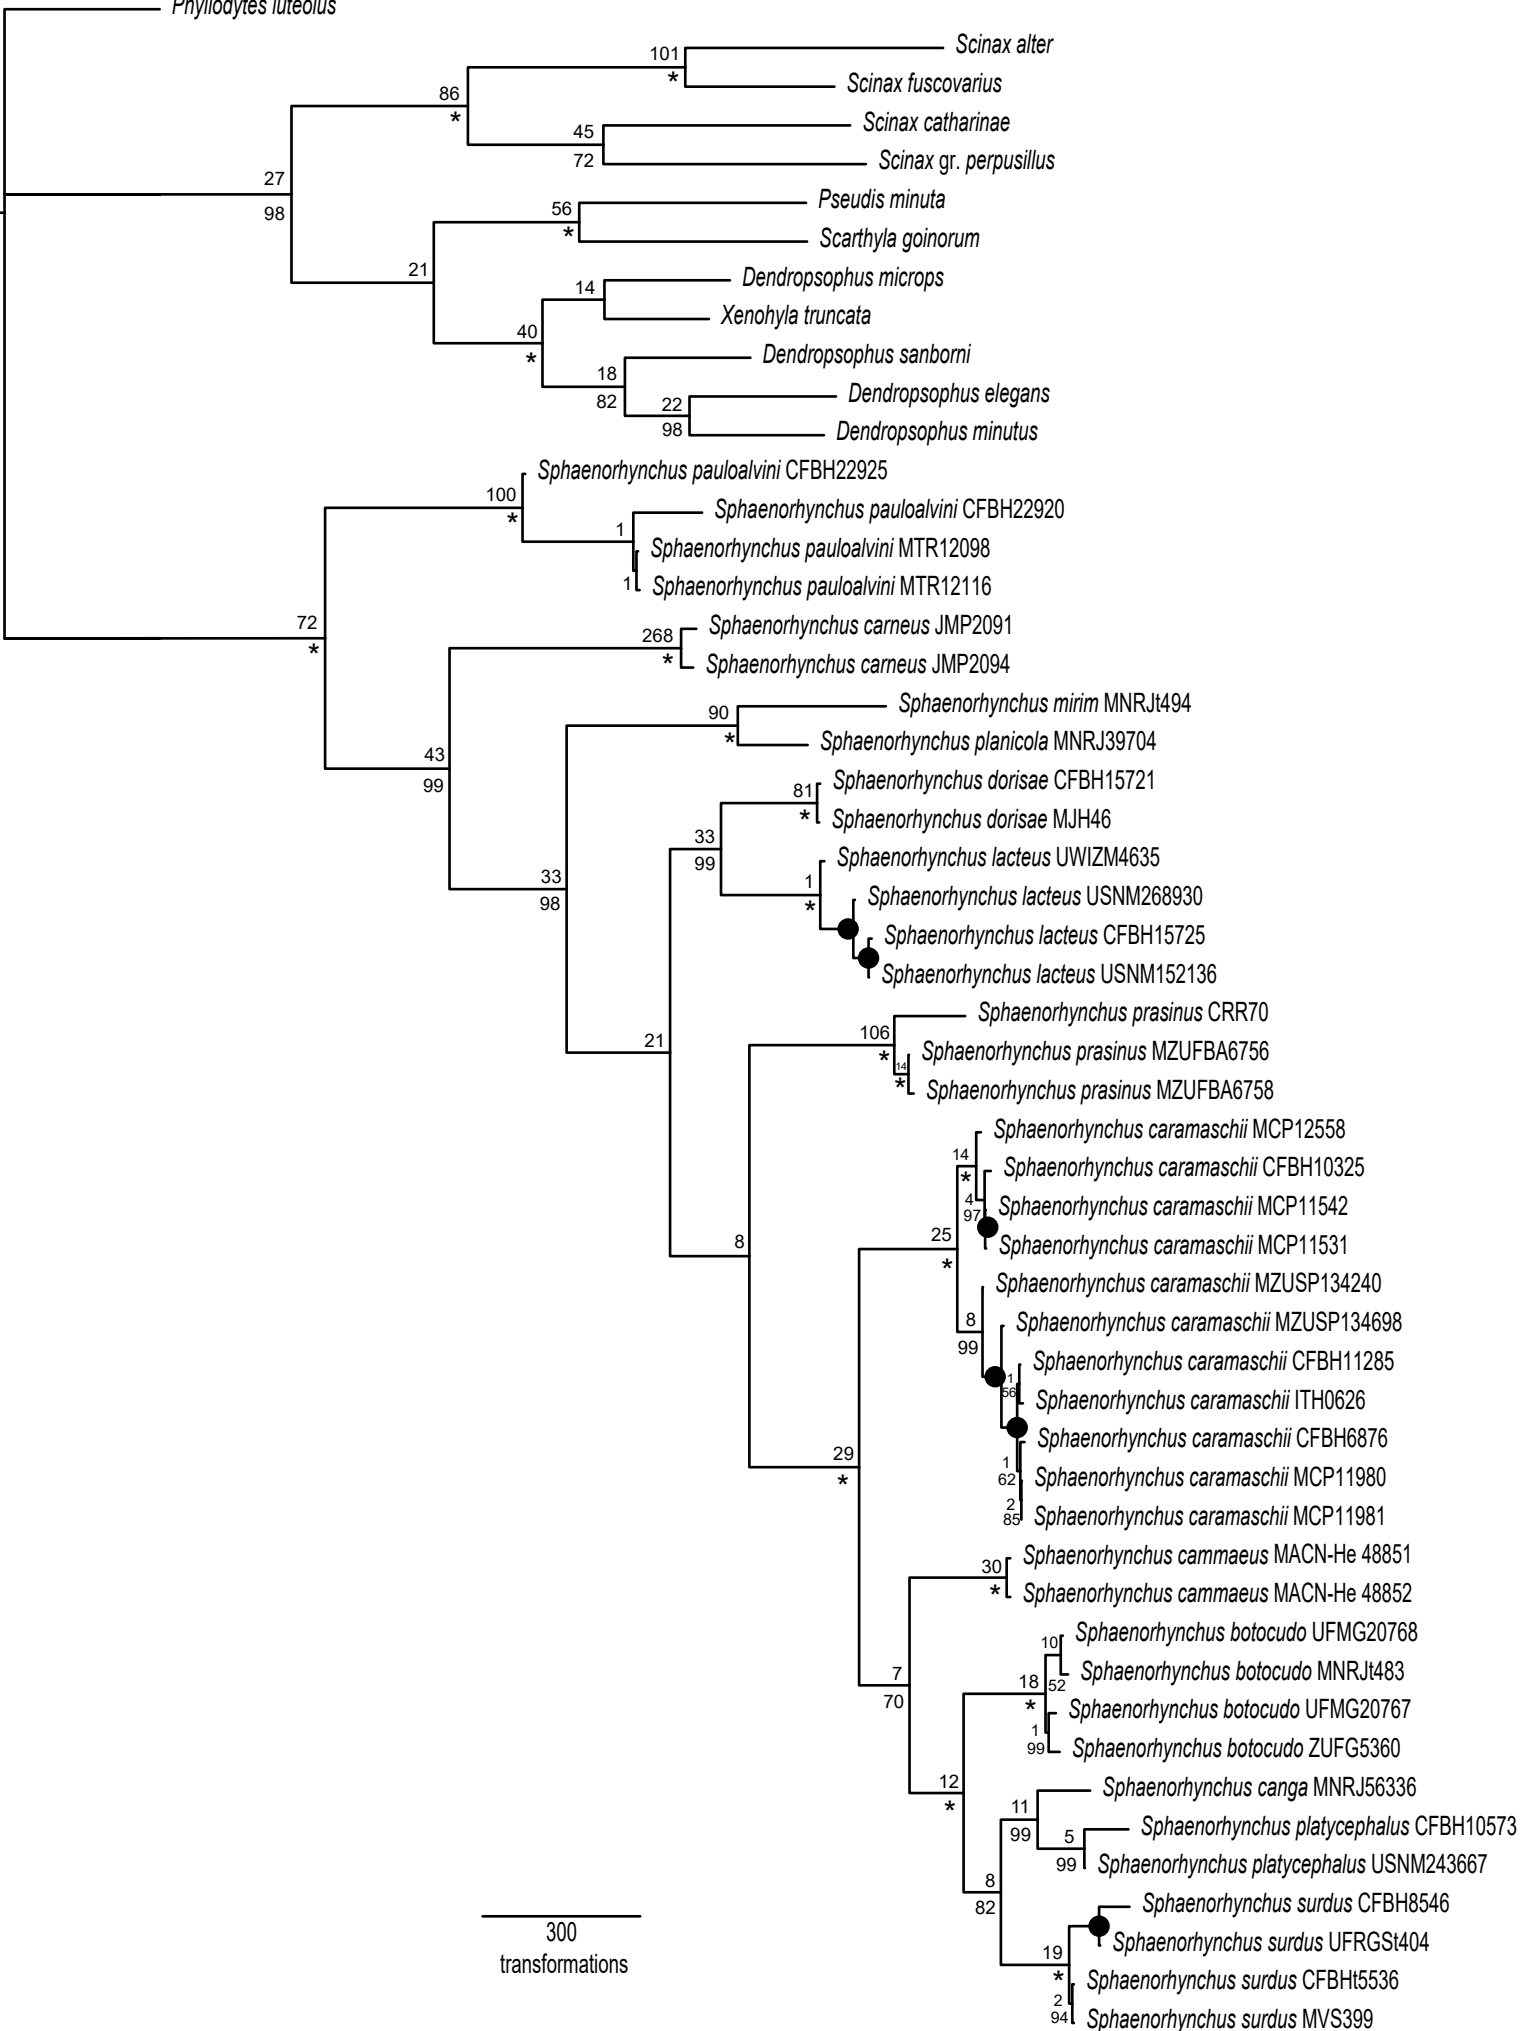 Phyllodytes luteolus
Scinax alter
101
*
Scinax fuscovarius
86
*
Scinax catharinae
45
72
Scinax gr. perpusillus
27
98
Pseudis minuta
56
*
Scarthyla goinorum
21
Dendropsophus microps
14
Xenohyla truncata
40
*
Dendropsophus sanborni
18
82
Dendropsophus elegans
22
98
Dendropsophus minutus
Sphaenorhynchus pauloalvini CFBH22925
100
*
Sphaenorhynchus pauloalvini CFBH22920
1
Sphaenorhynchus pauloalvini MTR12098
1
Sphaenorhynchus pauloalvini MTR12116
72
*
Sphaenorhynchus carneus JMP2091
268
*
Sphaenorhynchus carneus JMP2094
Sphaenorhynchus mirim MNRJt494
90
*
Sphaenorhynchus planicola MNRJ39704
43
99
Sphaenorhynchus dorisae CFBH15721
81
*
Sphaenorhynchus dorisae MJH46
33
99
Sphaenorhynchus lacteus UWIZM4635
1
*
Sphaenorhynchus lacteus USNM268930
33
98
Sphaenorhynchus lacteus CFBH15725
Sphaenorhynchus lacteus USNM152136
21
Sphaenorhynchus prasinus CRR70
106
*
Sphaenorhynchus prasinus MZUFBA6756
14
*
Sphaenorhynchus prasinus MZUFBA6758
Sphaenorhynchus caramaschii MCP12558
14
*
Sphaenorhynchus caramaschii CFBH10325
4
97
Sphaenorhynchus caramaschii MCP11542
Sphaenorhynchus caramaschii MCP11531
8
25
*
Sphaenorhynchus caramaschii MZUSP134240
8
99
Sphaenorhynchus caramaschii MZUSP134698
Sphaenorhynchus caramaschii CFBH11285
1
56
Sphaenorhynchus caramaschii ITH0626
Sphaenorhynchus caramaschii CFBH6876
29
*
1
62
Sphaenorhynchus caramaschii MCP11980
2
85
Sphaenorhynchus caramaschii MCP11981
Sphaenorhynchus cammaeus MACN-He 48851
30
*
Sphaenorhynchus cammaeus MACN-He 48852
Sphaenorhynchus botocudo UFMG20768
10
52
Sphaenorhynchus botocudo MNRJt483
7
70
18
*
Sphaenorhynchus botocudo UFMG20767
1
99
Sphaenorhynchus botocudo ZUFG5360
12
*
Sphaenorhynchus canga MNRJ56336
11
99
Sphaenorhynchus platycephalus CFBH10573
5
99
Sphaenorhynchus platycephalus USNM243667
8
82
Sphaenorhynchus surdus CFBH8546
Sphaenorhynchus surdus UFRGSt404
19
*
Sphaenorhynchus surdus CFBHt5536
2
94
Sphaenorhynchus surdus MVS399
300
transformations